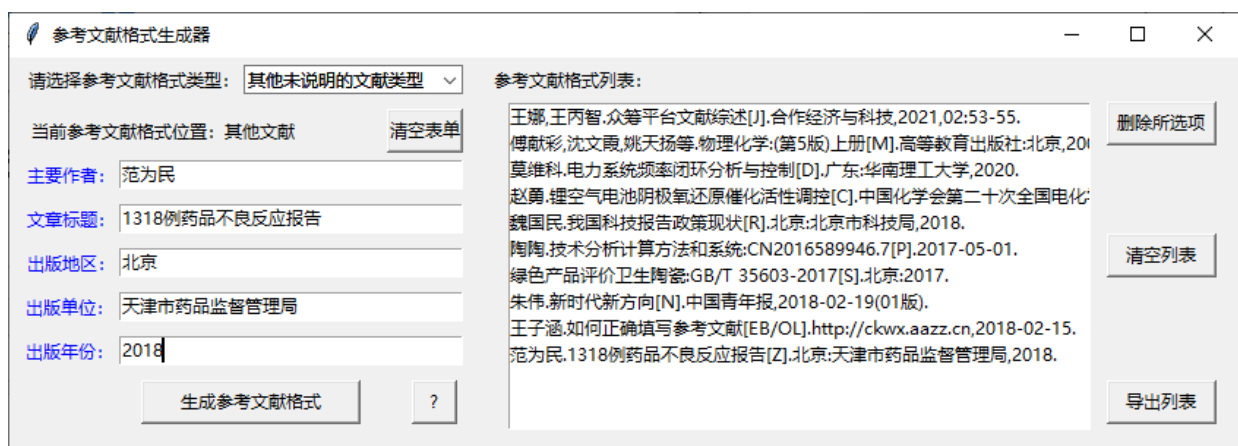 参考文献格式生成器
请选择参考文献格式类型： 其他未说明的文献类型
当前参考文献格式位置：其他文献 清空表单
主要作者： 范为民
文章标题： 1318例药品不良反应报告
出版地区： 北京
出版单位： 天津市药品监督管理局
出版年份： 2018
生成参考文献格式 ?
参考文献格式列表：
王娜,王丙智.众筹平台文献综述[J].合作经济与科技,2021,02:53-55.
傅献彩,沈文霞,姚天扬等.物理化学:(第5版)上册[M].高等教育出版社:北京,200
莫维科.电力系统频率闭环分析与控制[D].广东:华南理工大学,2020.
赵勇.锂空气电池阴极氧还原催化活性调控[C].中国化学会第二十次全国电化
魏国民.我国科技报告政策现状[R].北京:北京市科技局,2018.
陶陶.技术分析计算方法和系统:CN2016589946.7[P].2017-05-01.
绿色产品评价卫生陶瓷:GB/T 35603-2017[S].北京:2017.
朱伟.新时代新方向[N].中国青年报,2018-02-19(01版).
王子涵.如何正确填写参考文献[EB/OL].http://ckwx.aazz.cn,2018-02-15.
范为民.1318例药品不良反应报告[Z].北京:天津市药品监督管理局,2018.
删除所选项
清空列表
导出列表